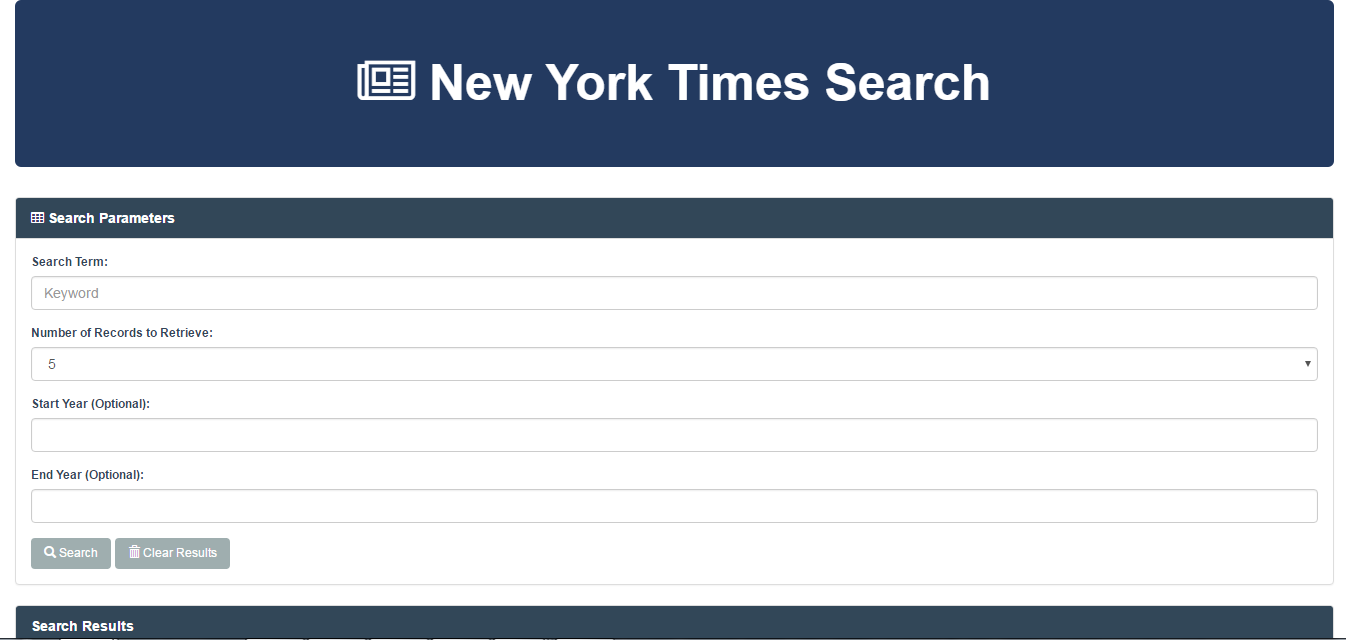 New York Times Search
Search Parameters
Search Term:
Keyword
Number of Records to Retrieve:
5
Start Year (Optional):
End Year (Optional):
Search Clear Results
Search Results